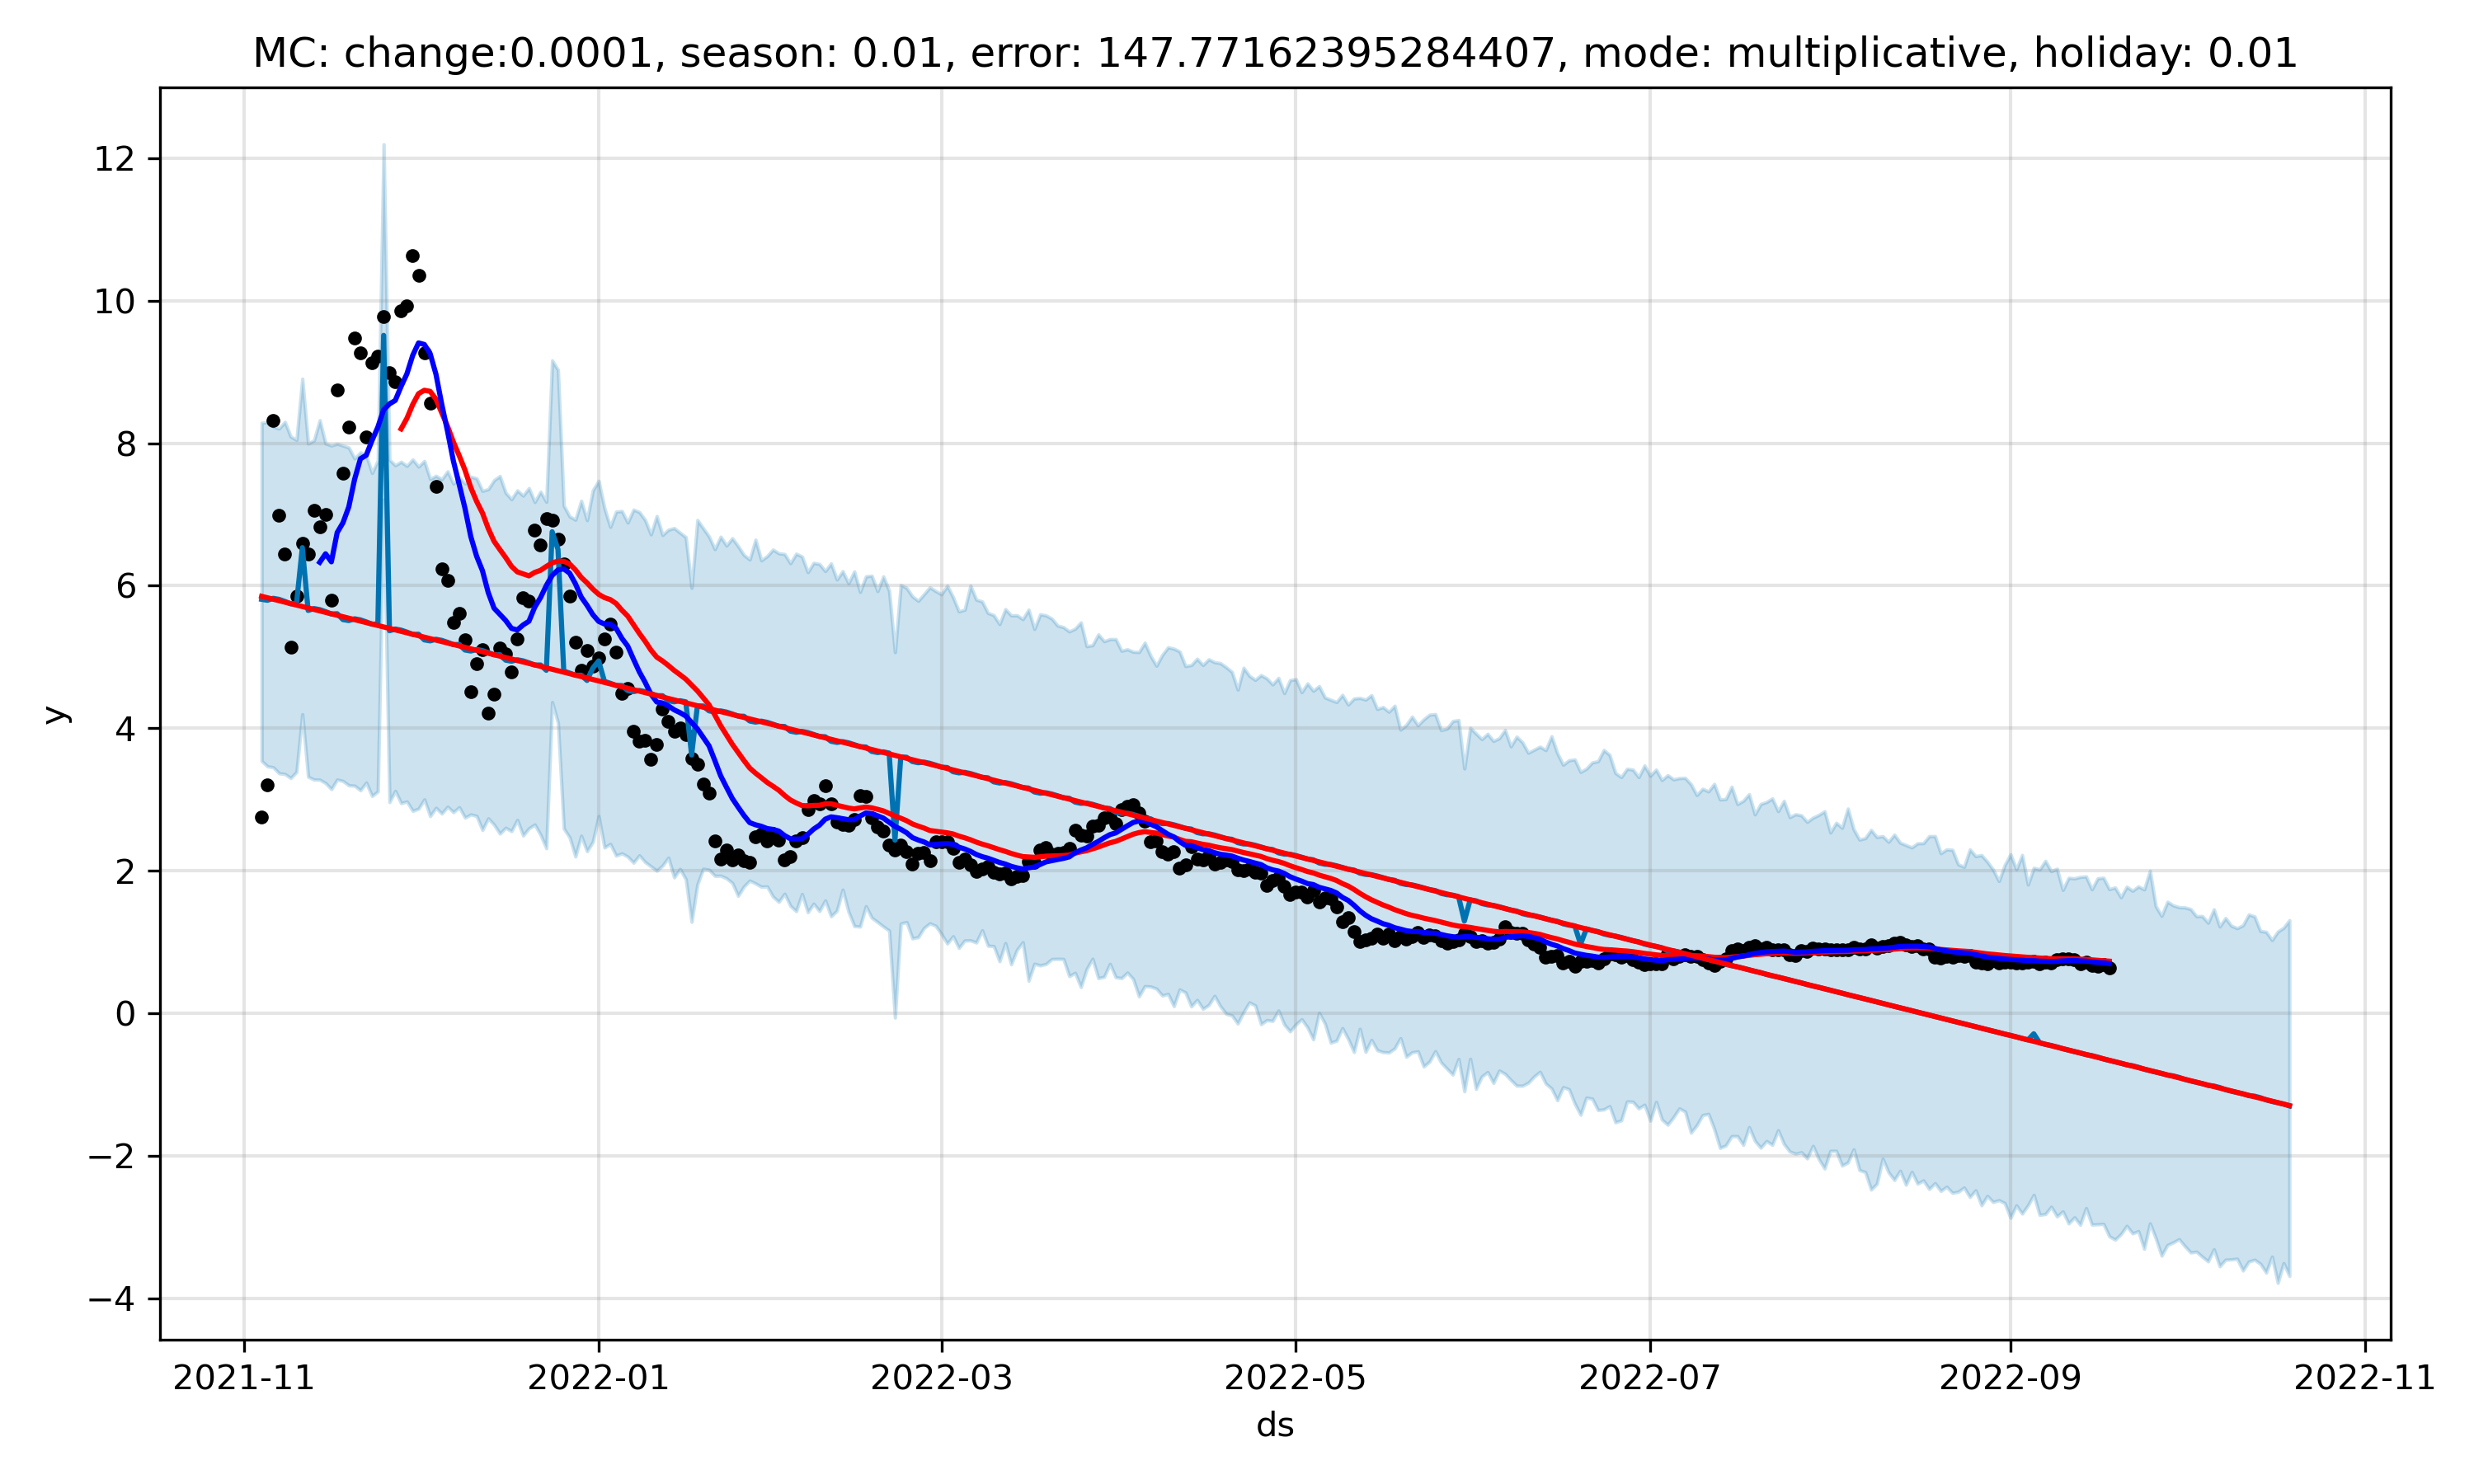 MC: change:0.0001, season: 0.01, error: 147.77162395284407, mode: multiplicative, holiday: 0.01
12
10
8
6
4
2
0
−2
−4
y
2021-11 2022-01 2022-03 2022-05 2022-07 2022-09 2022-11
ds